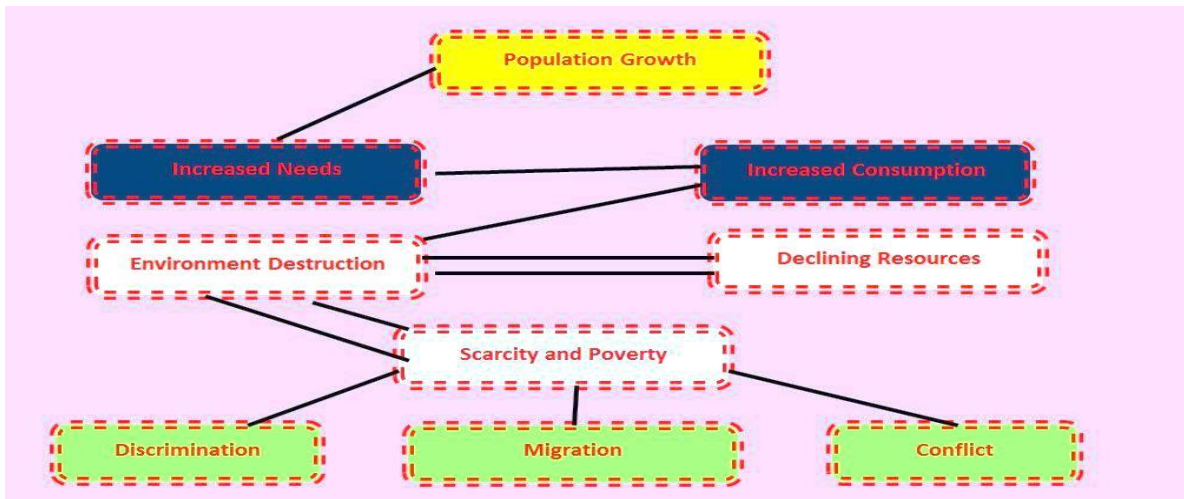 Population Growth
Increased Needs
Increased Consumption
Environment Destruction
Declining Resources
Scarcity and Poverty
Discrimination
Migration
Conflict